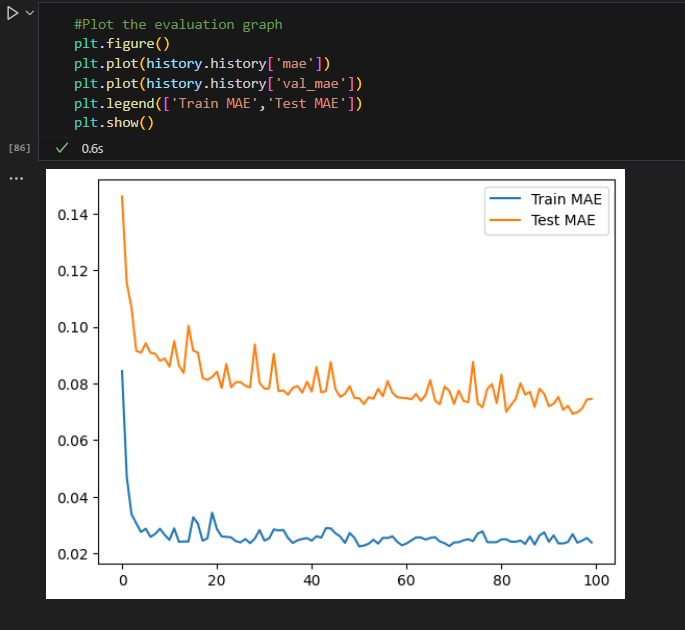 #Plot the evaluation graph
plt.figure()
plt.plot(history.history['mae'])
plt.plot(history.history['val_mae'])
plt.legend(['Train MAE','Test MAE'])
plt.show()
[86]
0.6s
...
Train MAE
Test MAE
0.14
0.12
0.10
0.08
0.06
0.04
0.02
0 20 40 60 80 100